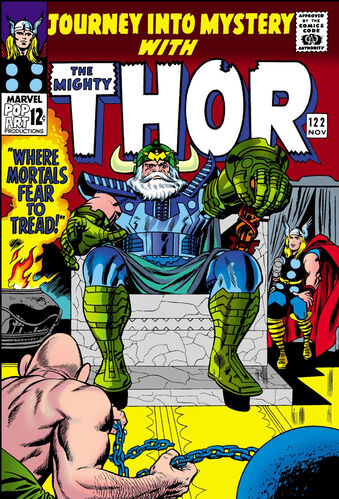 JOURNEY INTO MYSTERY
WITH
THE MIGHTY
THOR
APPROVED
BY THE
COMICS
CODE
AUTHORITY
MARVEL
POP
ART
PRODUCTIONS
12¢
122
NOV
"WHERE
MORTALS
FEAR
TO
TREAD!"